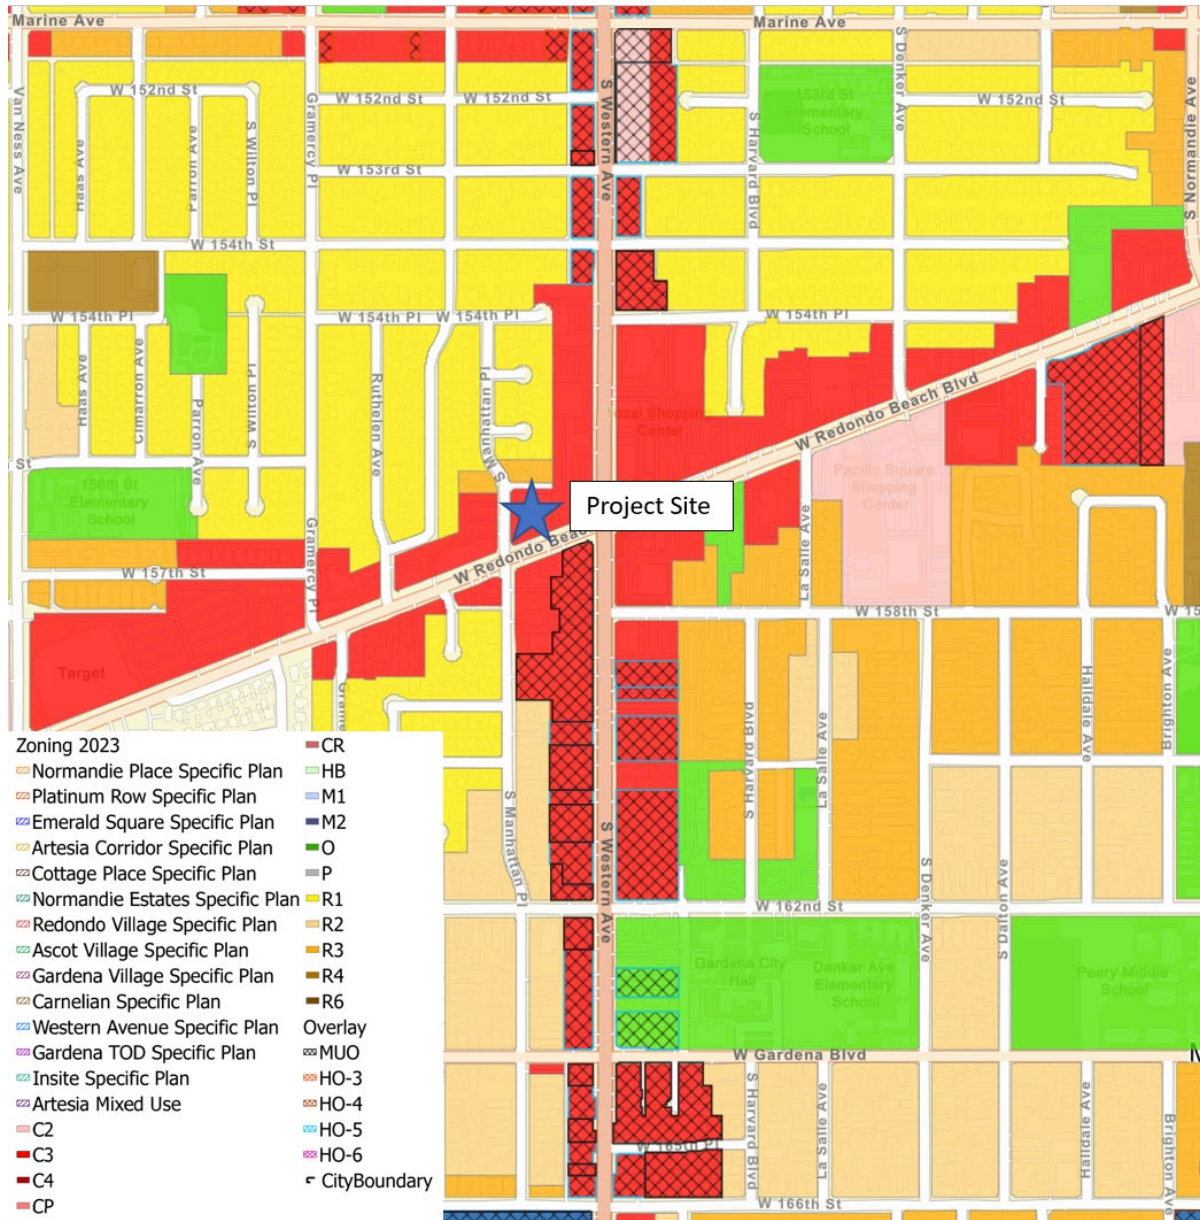 Marine Ave
Marine Ave
S Denker Ave
W 152nd St
W 152nd St
W 152nd St
W 152nd St
Van Ness Ave
Haas Ave
Parron Ave
S Wilton Pl
Gramercy Pl
S Western Ave
S Harvard Blvd
153rd St
Elementary
School
S Normandie Ave
W 153rd St
W 154th St
W 154th Pl
W 154th Pl
W 154th Pl
W 154th Pl
Haas Ave
Cimarron Ave
Parron Ave
S Wilton Pl
Ruthelen Ave
S Manhattan Pl
S M
Tozai Shopping
Center
W Redondo Beach Blvd
Pacific Square
Shopping
Center
St
156th St
Elementary
School
Gramercy Pl
Project Site
W Redondo Beac
La Salle Ave
W 157th St
W 158th St
W 15
Target
Grame
S Harvard Blvd
La Salle Ave
Halldale Ave
Brighton Ave
S Manhattan Pl
S Western Ave
S Denker Ave
S Dalton Ave
W 162nd St
Gardena City
Hall
Denker Ave
Elementary
School
Peary Middle
School
W Gardena Blvd
S Harvard Blvd
La Salle Ave
Halldale Ave
Brighton Ave
W 165th Pl
W 166th St
Zoning 2023
Normandie Place Specific Plan
Platinum Row Specific Plan
Emerald Square Specific Plan
Artesia Corridor Specific Plan
Cottage Place Specific Plan
Normandie Estates Specific Plan
Redondo Village Specific Plan
Ascot Village Specific Plan
Gardena Village Specific Plan
Carnelian Specific Plan
Western Avenue Specific Plan
Gardena TOD Specific Plan
Insite Specific Plan
Artesia Mixed Use
C2
C3
C4
CP
CR
HB
M1
M2
O
P
R1
R2
R3
R4
R6
Overlay
MUO
HO-3
HO-4
HO-5
HO-6
CityBoundary